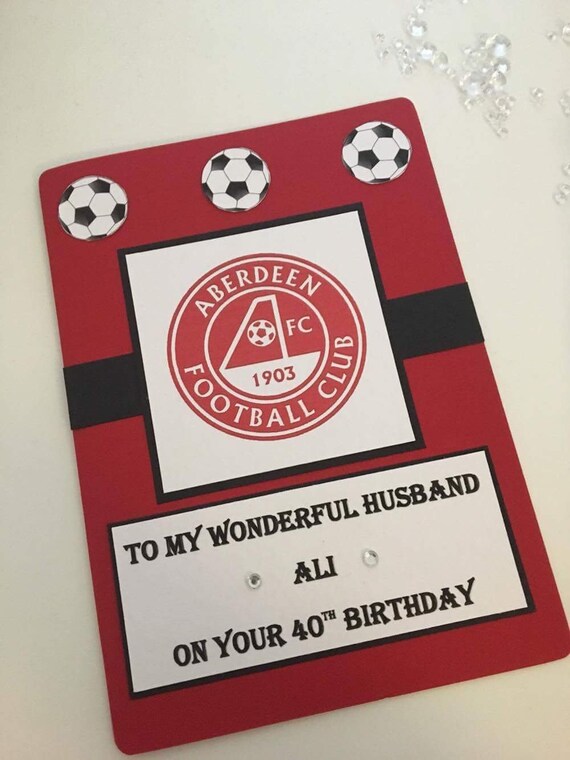 ABERDEEN
FC
1903
FOOTBALL CLUB
TO MY WONDERFUL HUSBAND
ALI
ON YOUR 40TH BIRTHDAY